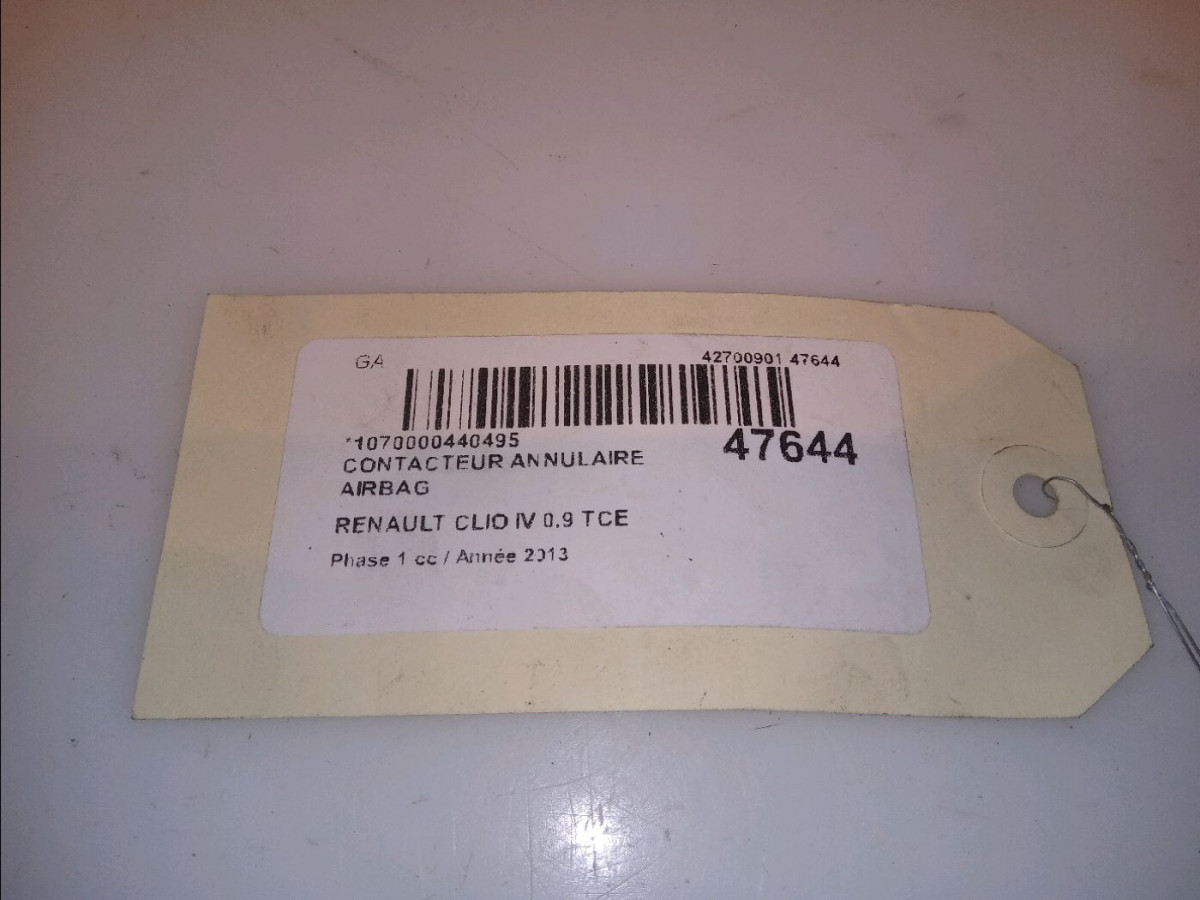 GA 42700901 47644
*1070000440495 47644
CONTACTEUR ANNULAIRE
AIRBAG
RENAULT CLIO IV 0.9 TCE
Phase 1 cc / Année 2013